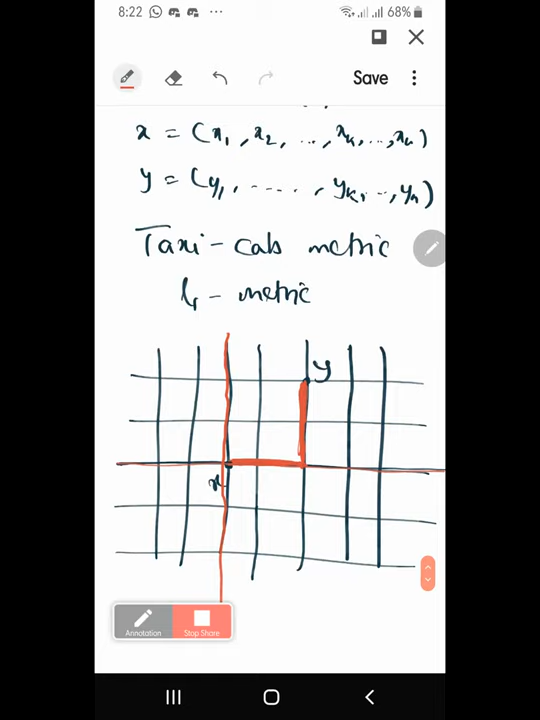 8:22 68%
Save
x = (x₁, x₂, ..., xₖ, ..., xₙ)
y = (y₁, ...., yₖ, .., yₙ)
Taxi-cab metric
l₁ - metric
y
x
Annotation Stop Share